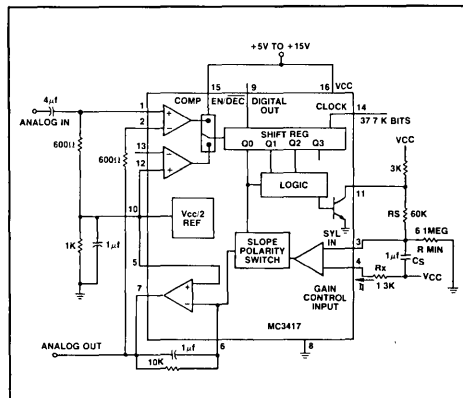 +5V TO +15V
15 9 16 VCC
COMP EN/DEC DIGITAL OUT
4µf 1
2
ANALOG IN
CLOCK 14
37 7 K BITS
SHIFT REG
600Ω
600Ω
13
12
Q0 Q1 Q2 Q3
VCC
LOGIC
3K
11
10
Vcc/2
REF
RS 60K
1K
1µf
SYL
IN
6 1MEG
3
R MIN
5
SLOPE
POLARITY
SWITCH
1µf
CS
4
Rx
VCC
7
GAIN
CONTROL
INPUT
1 3K
MC3417
ANALOG OUT
1µf
6
8
10K